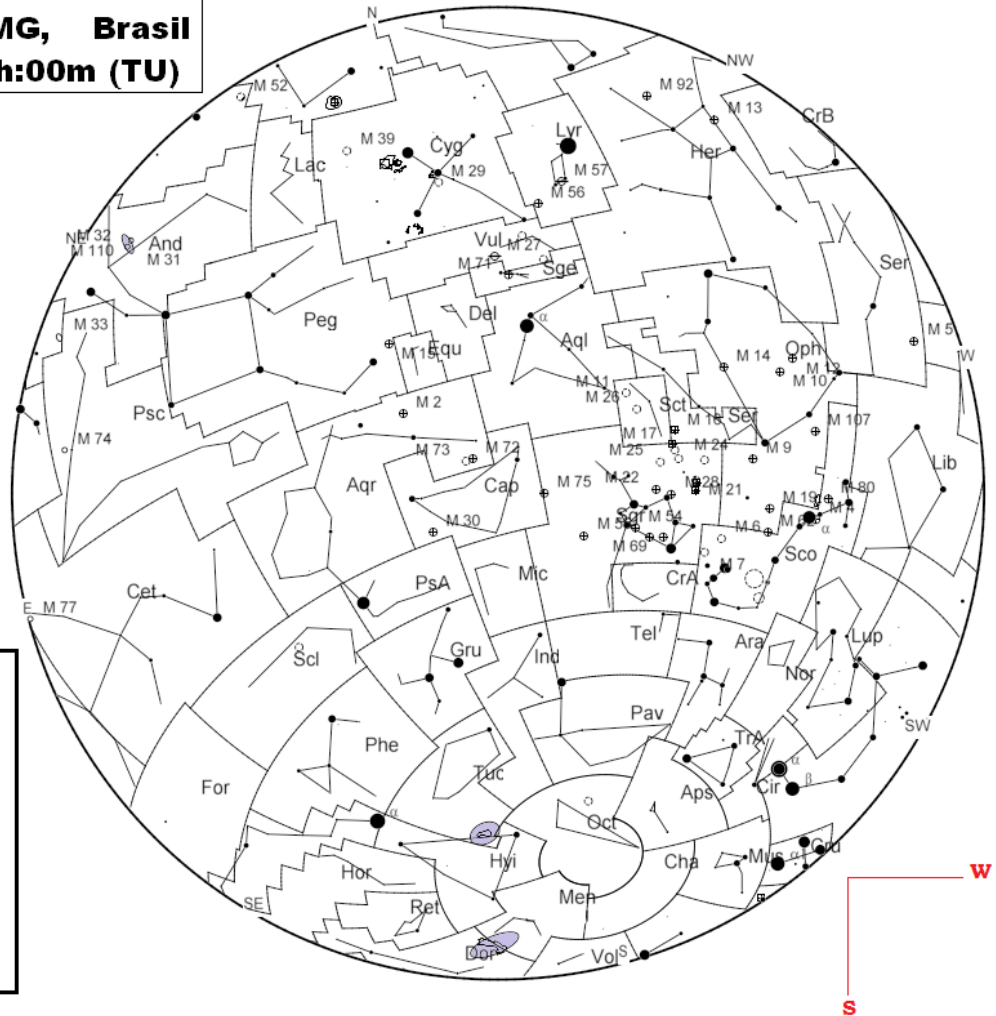 MG, Brasil
h:00m (TU)
N
NW
M 52
M 92
M 13
CrB
M 39
Cyg
Lyr
Her
Lac
M 29
M 57
M 56
NE
M 32
M 110
And
M 31
Vul
M 27
M 71
Sge
Ser
M 33
Peg
Del
α
Aql
M 5
Equ
M 15
M 14
Oph
M 12
M 10
W
M 11
M 26
Psc
M 2
Sct
M 16
Ser
M 107
M 74
M 17
M 73
M 72
M 25
M 24
M 9
Lib
Aqr
Cap
M 75
M 22
M 28
M 21
M 19
M 80
M 4
Sgr
M 54
M 30
M 6
α
M 69
Sco
Mic
M 7
CrA
PsA
Cet
E
M 77
Tel
Ara
Lup
Scl
Gru
Ind
Nor
Pav
SW
Phe
TrA
α
Tuc
β
Cir
For
Aps
α
Oct
Hyi
Cha
Mus
α
Cru
Hor
W
Men
SE
Ret
Dor
Vol
S
S